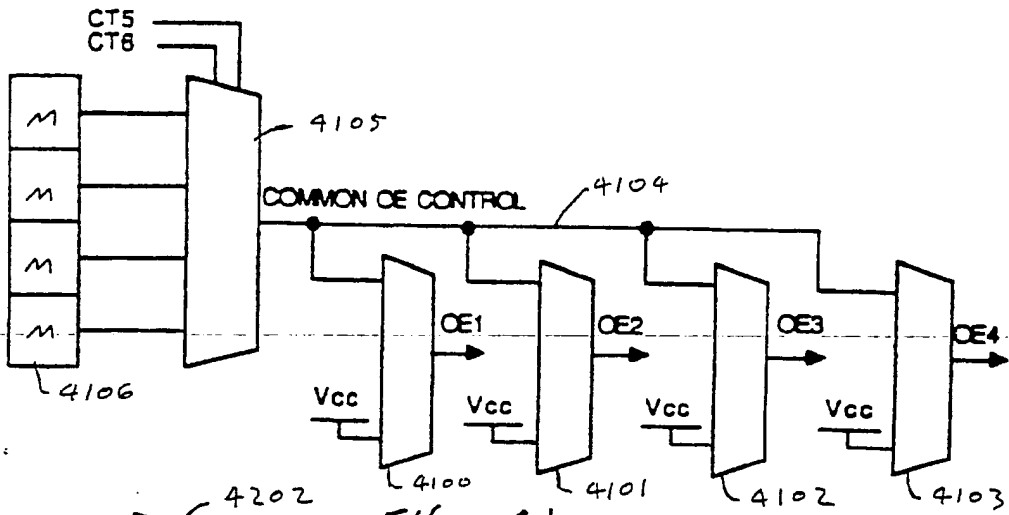 CT5
CT6
M
M
M
M
4105
COMMON OE CONTROL
4104
OE1
OE2
OE3
OE4
Vcc
Vcc
Vcc
Vcc
4106
4100
4101
4102
4103
4202